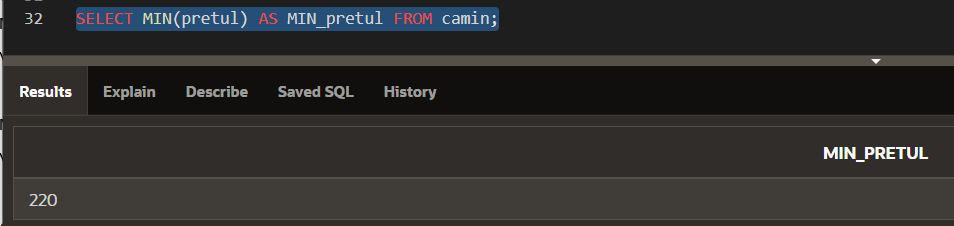 32 SELECT MIN(pretul) AS MIN_pretul FROM camin;
Results Explain Describe Saved SQL History
MIN_PRETUL
220